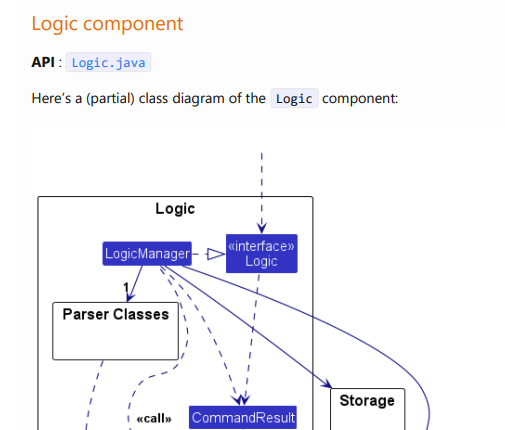 Logic component
API : Logic.java
Here's a (partial) class diagram of the Logic component:
Logic
LogicManager
«interface»
Logic
1
Parser Classes
Storage
«call»
CommandResult